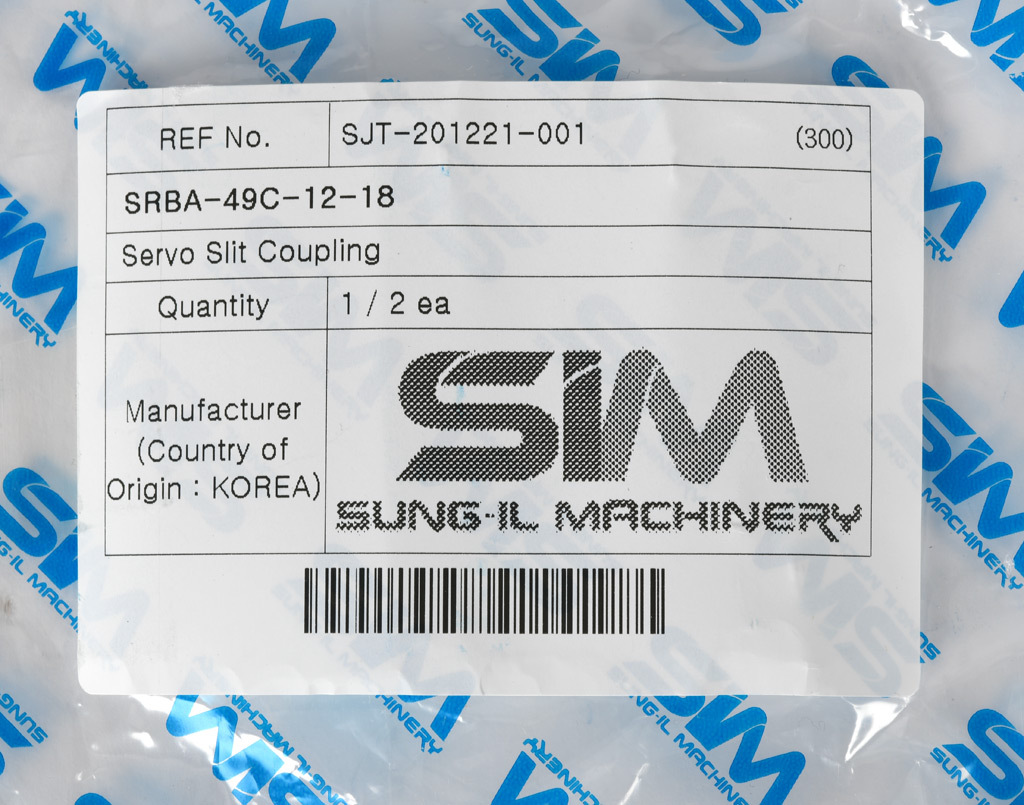 REF No. SJT-201221-001 (300)
SRBA-49C-12-18
Servo Slit Coupling
Quantity 1 / 2 ea
Manufacturer
(Country of
Origin : KOREA)
SIM
SUNG-IL MACHINERY